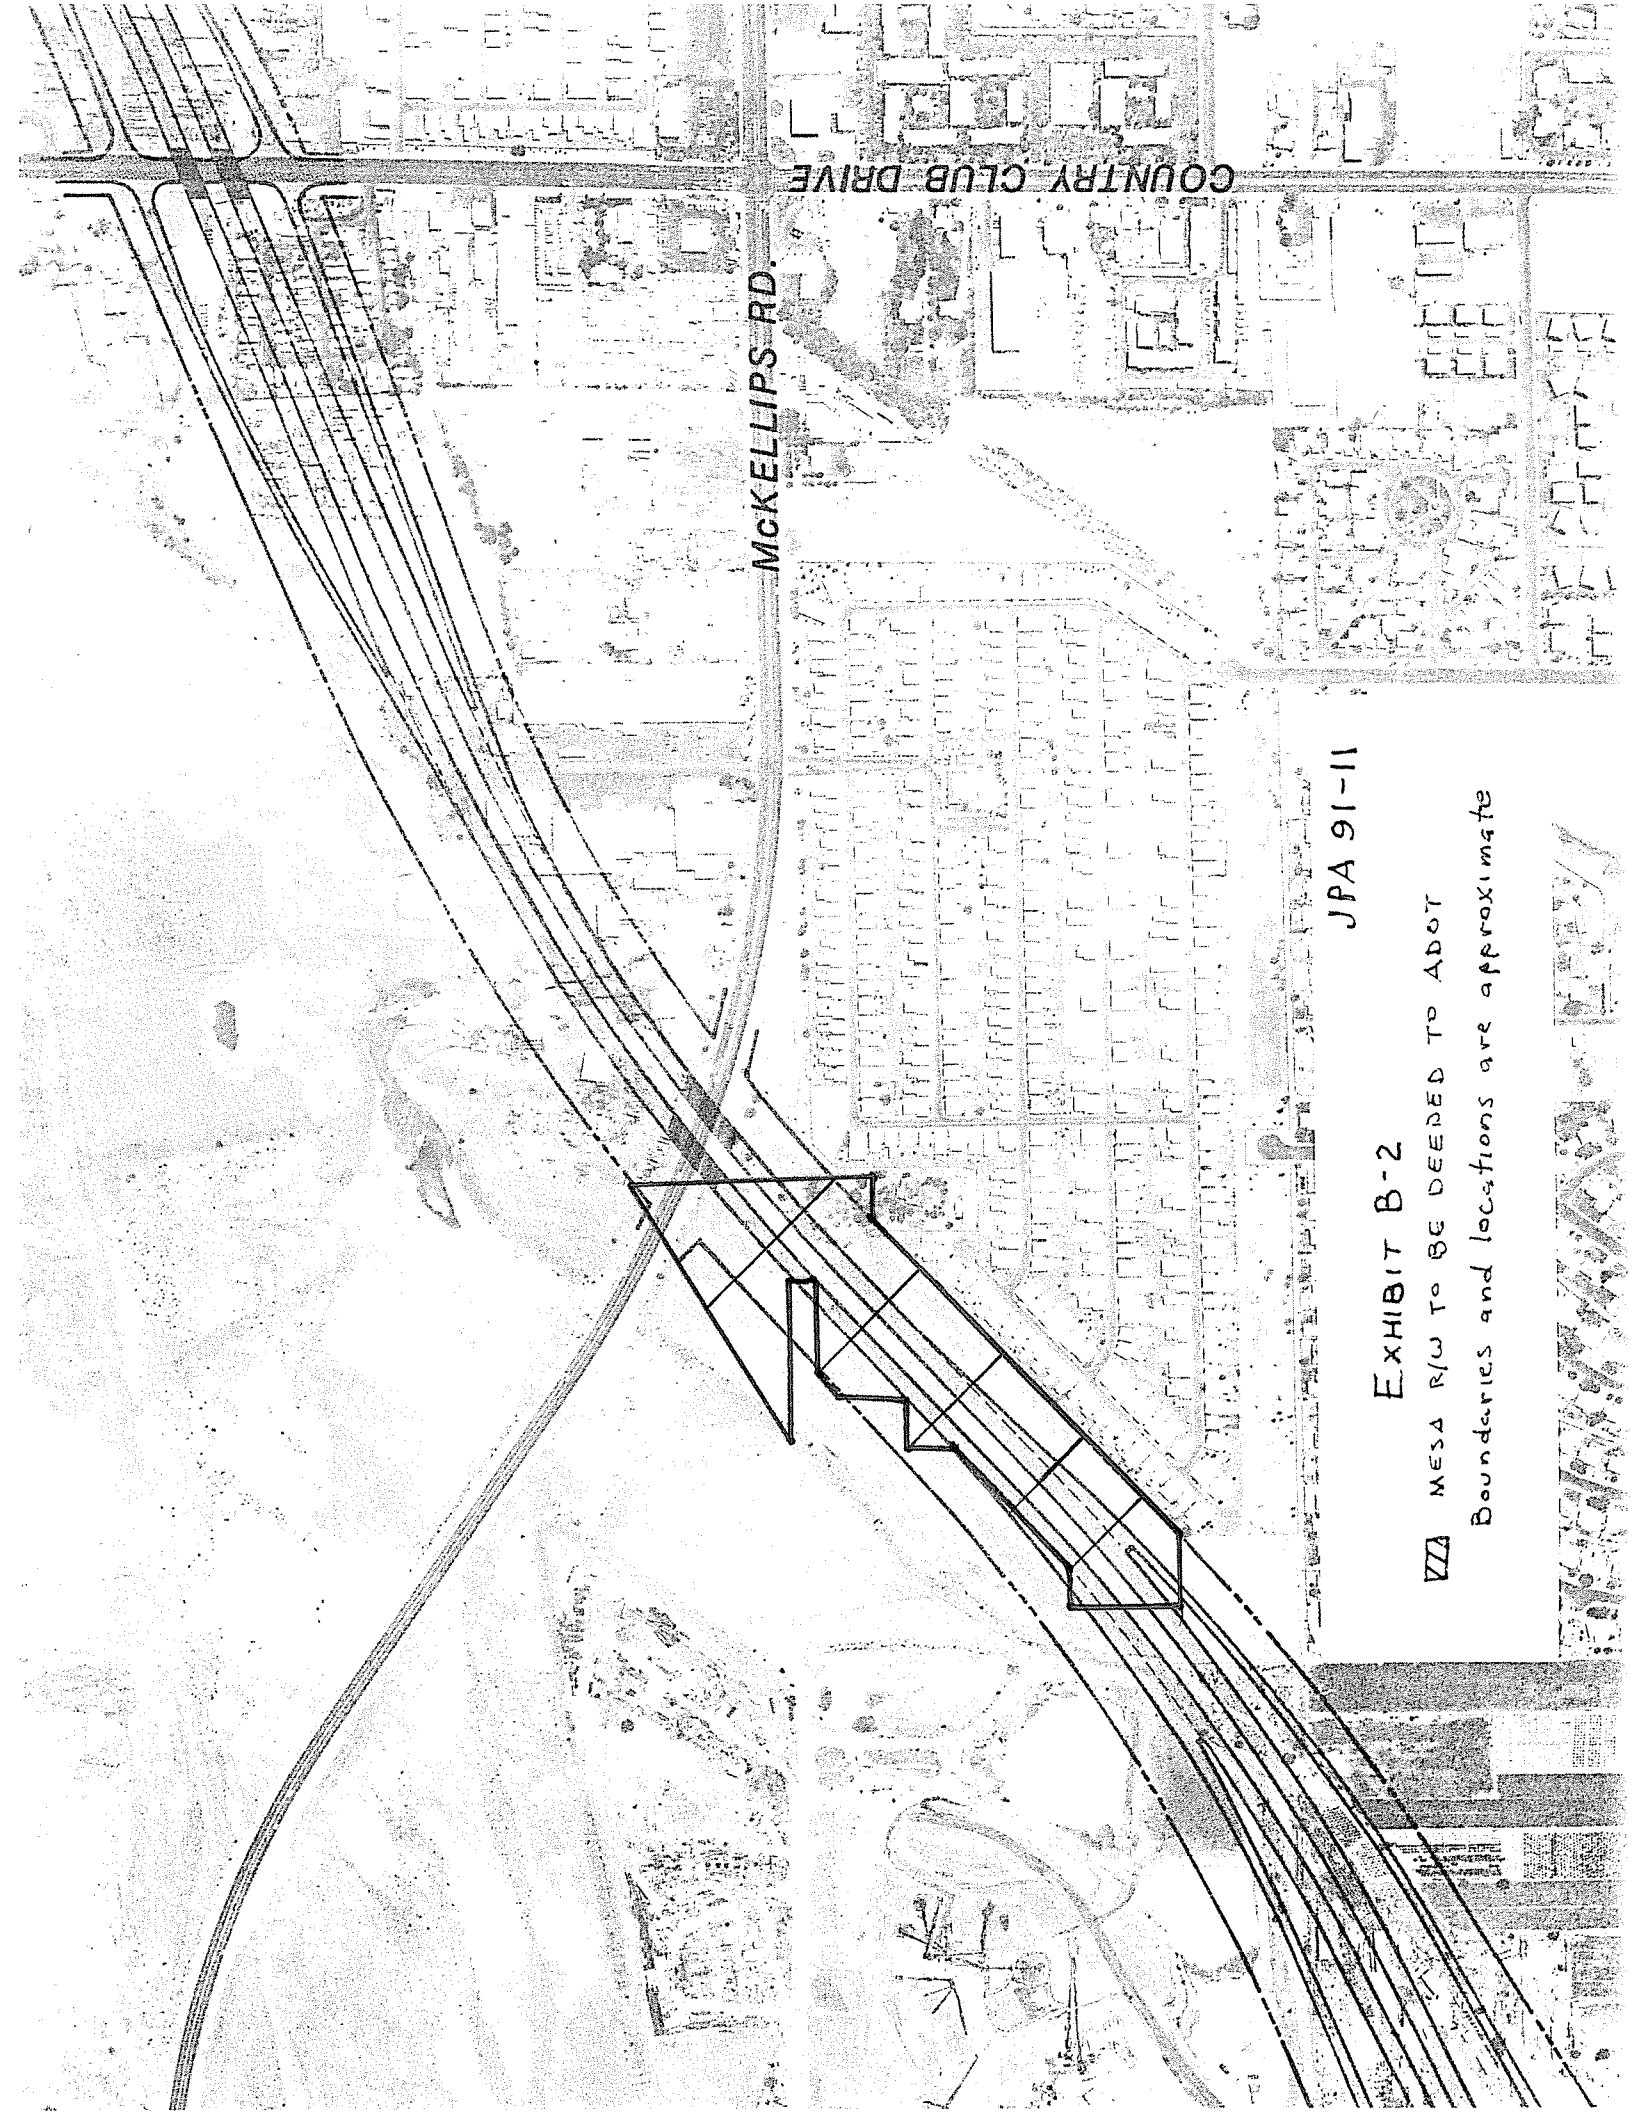 COUNTRY CLUB DRIVE
McKELLIPS RD.
JPA 91-11
EXHIBIT B-2
MESA R/W TO BE DEEDED TO ADOT
Boundaries and locations are approximate